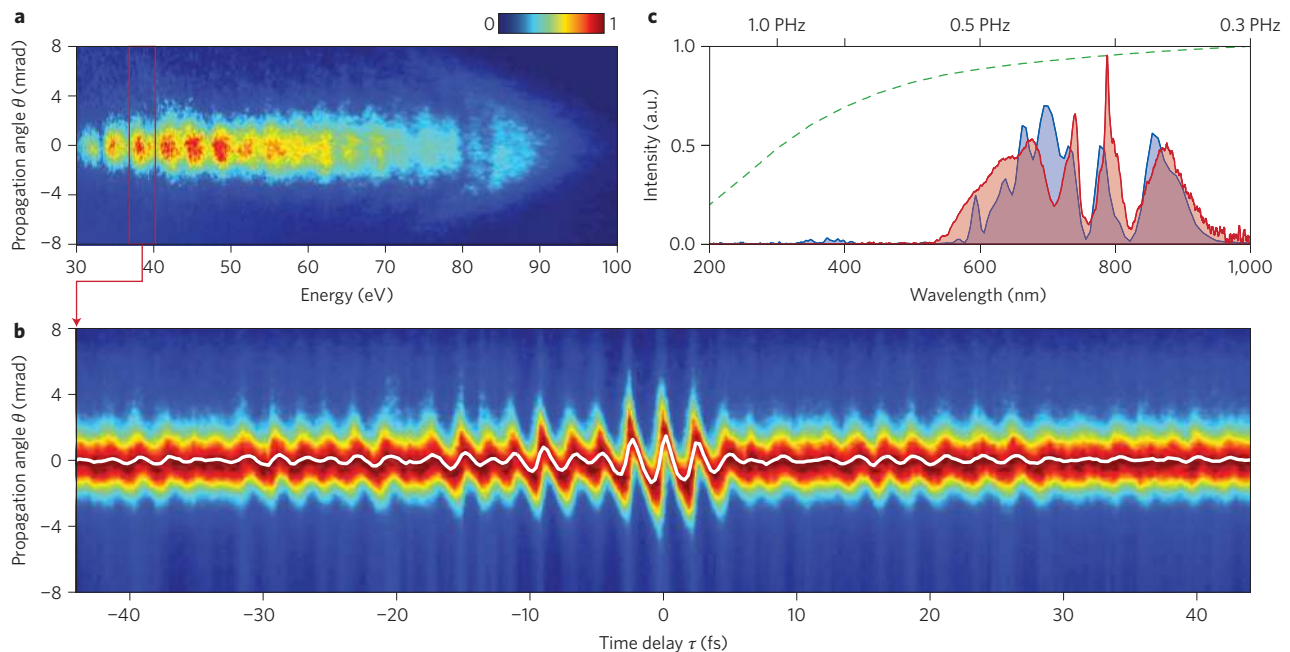 a
0 1
8
4
0
−4
−8
Propagation angle θ (mrad)
30 40 50 60 70 80 90 100
Energy (eV)
c
1.0 PHz 0.5 PHz 0.3 PHz
1.0
0.5
0.0
Intensity (a.u.)
200 400 600 800 1,000
Wavelength (nm)
b
8
4
0
−4
−8
Propagation angle θ (mrad)
−40 −30 −20 −10 0 10 20 30 40
Time delay τ (fs)